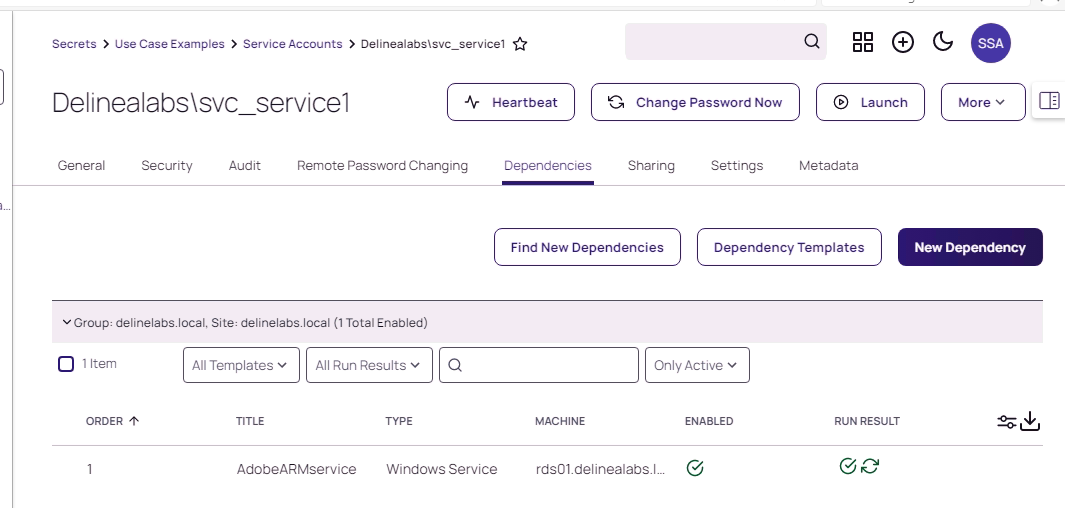 Secrets > Use Case Examples > Service Accounts > Delinealabs\svc_service1
SSA
Delinealabs\svc_service1
Heartbeat
Change Password Now
Launch
More
General Security Audit Remote Password Changing Dependencies Sharing Settings Metadata
a...
Find New Dependencies
Dependency Templates
New Dependency
Group: delinelabs.local, Site: delinelabs.local (1 Total Enabled)
1 Item
All Templates
All Run Results
Only Active
ORDER TITLE TYPE MACHINE ENABLED RUN RESULT
1 AdobeARMservice Windows Service rds01.delinealabs.l...